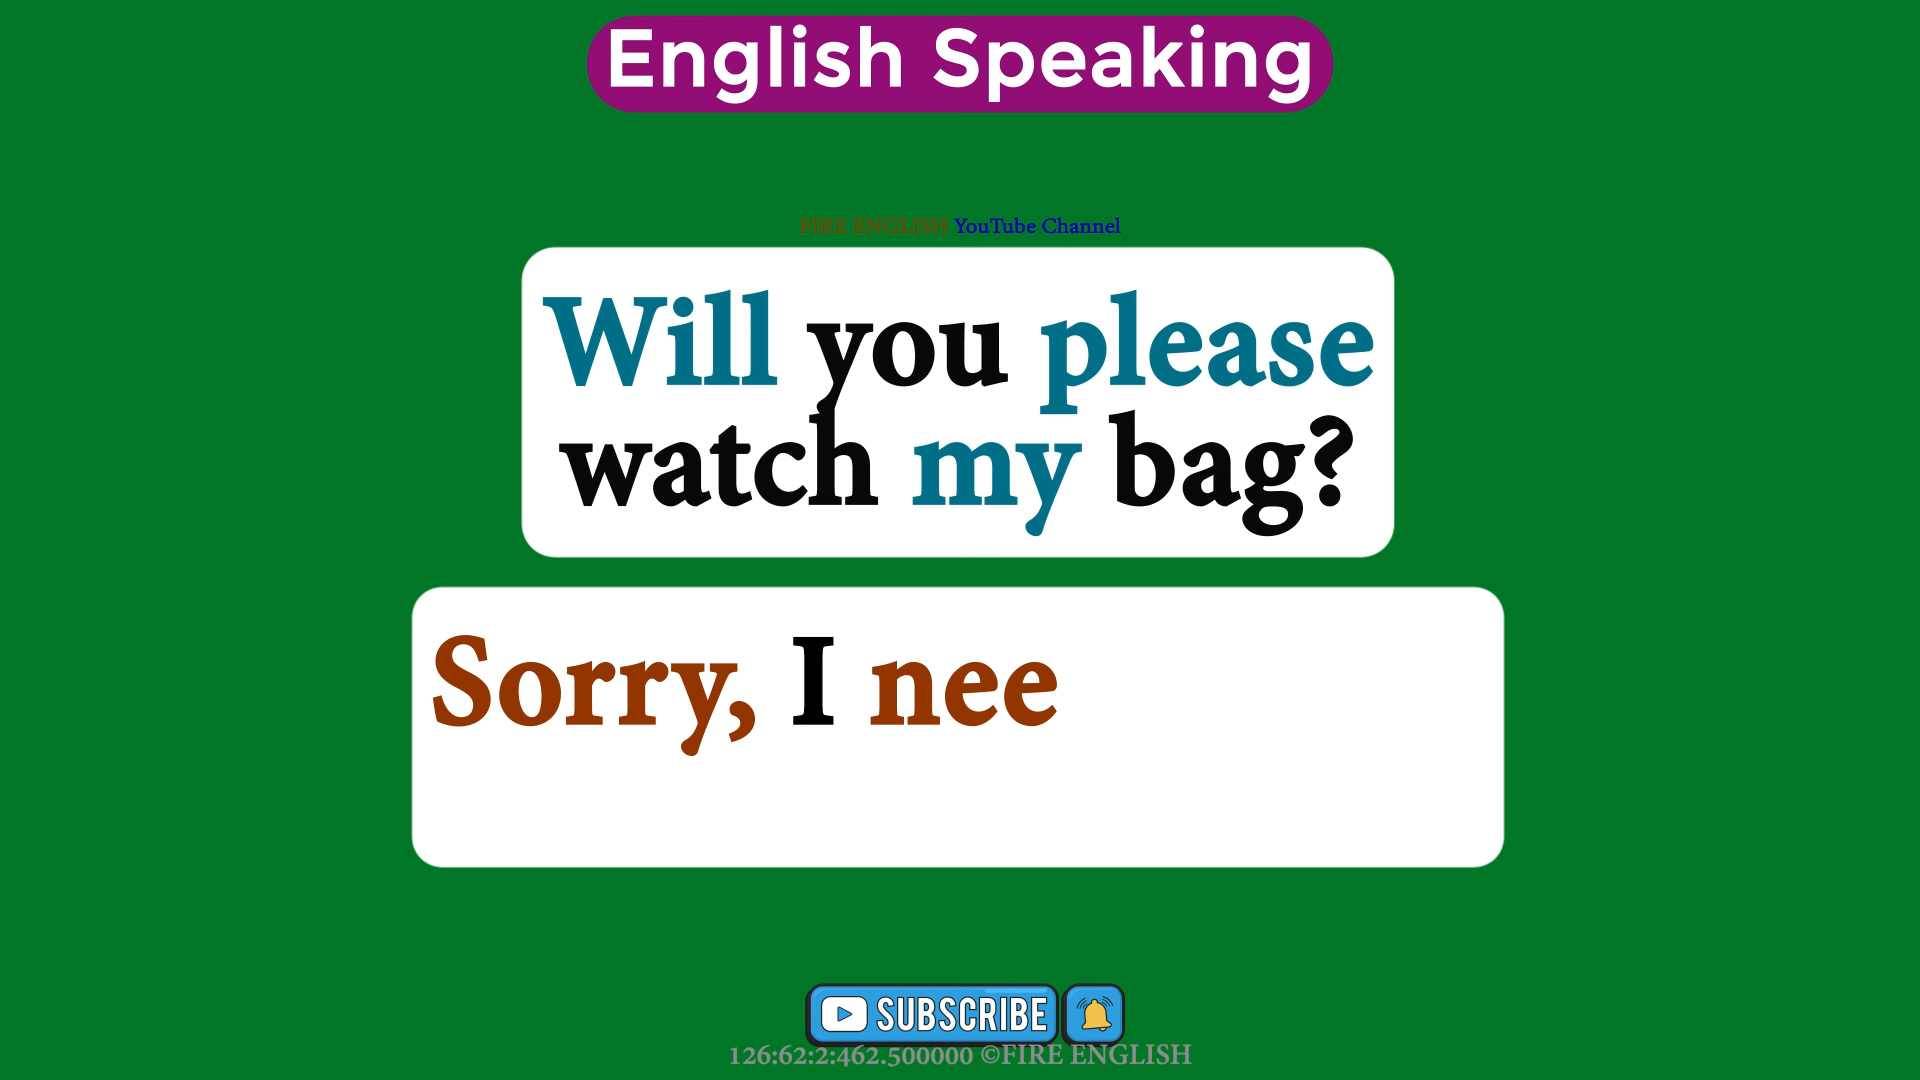 English Speaking
FIRE ENGLISH YouTube Channel
Will you please
watch my bag?
Sorry, I nee
SUBSCRIBE
126:62:2:462.500000 ©FIRE ENGLISH